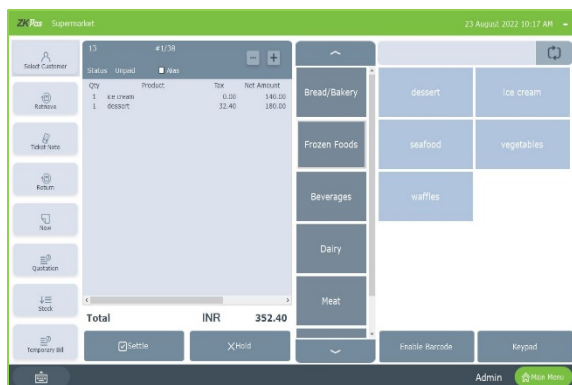 ZKPos Supermarket
23 August 2022 10:17 AM
Select Customer
Retrieve
Ticket Note
Return
New
Quotation
Stock
Temporary Bill
13 #1/38
Status Unpaid Alias
Qty Product Tax Net Amount
1 ice cream 0.00 140.00
1 dessert 32.40 180.00
Total INR 352.40
Settle
Hold
Bread/Bakery
Frozen Foods
Beverages
Dairy
Meat
dessert
ice cream
seafood
vegetables
waffles
Enable Barcode
Keypad
Admin
Main Menu